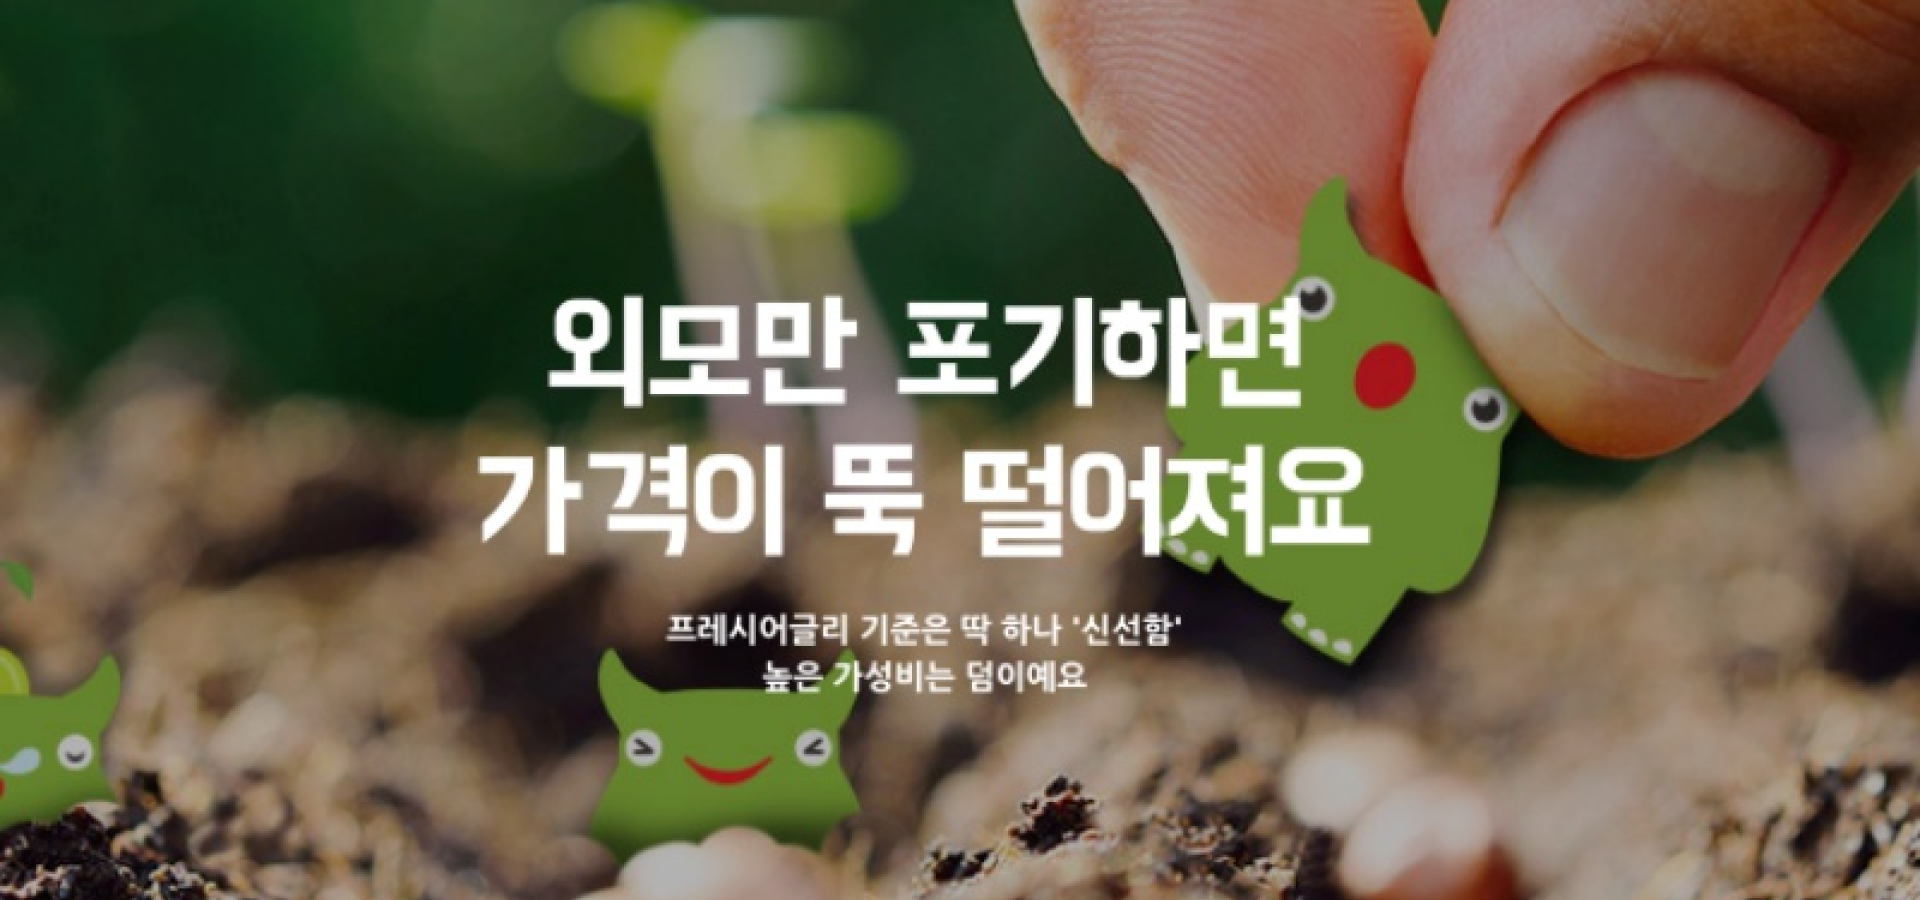 외모만 포기하면
가격이 뚝 떨어져요
프레시어글리 기준은 딱 하나 '신선함'
높은 가성비는 덤이예요